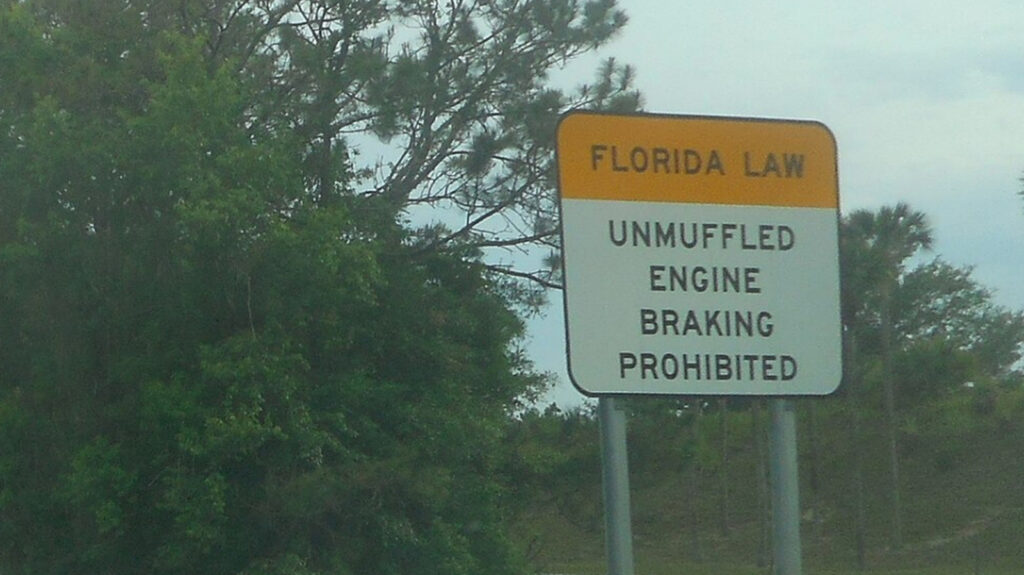 FLORIDA LAW
UNMUFFLED
ENGINE
BRAKING
PROHIBITED